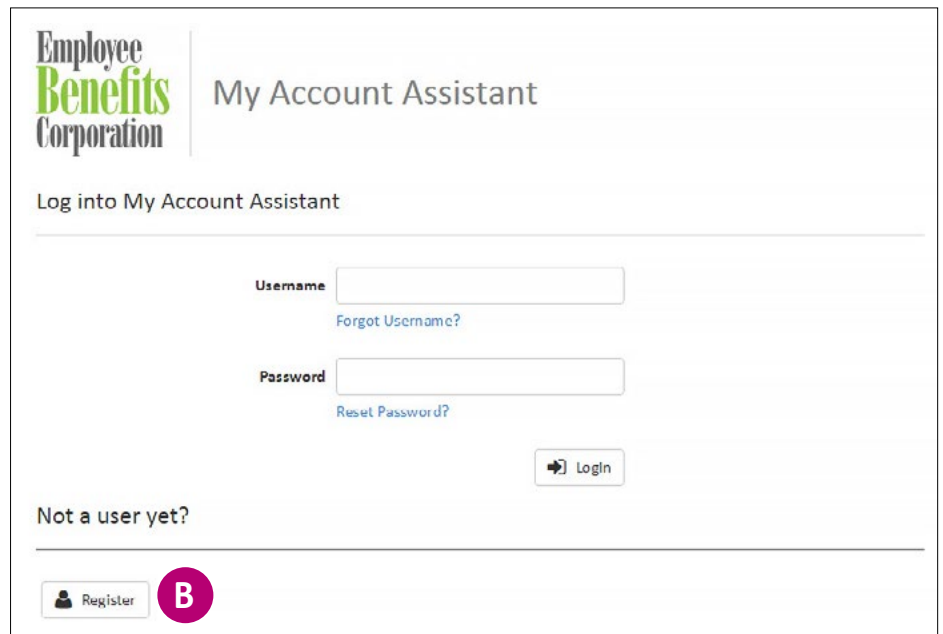 Employee
Benefits
Corporation
My Account Assistant
Log into My Account Assistant
Username
Forgot Username?
Password
Reset Password?
LogIn
Not a user yet?
Register
B